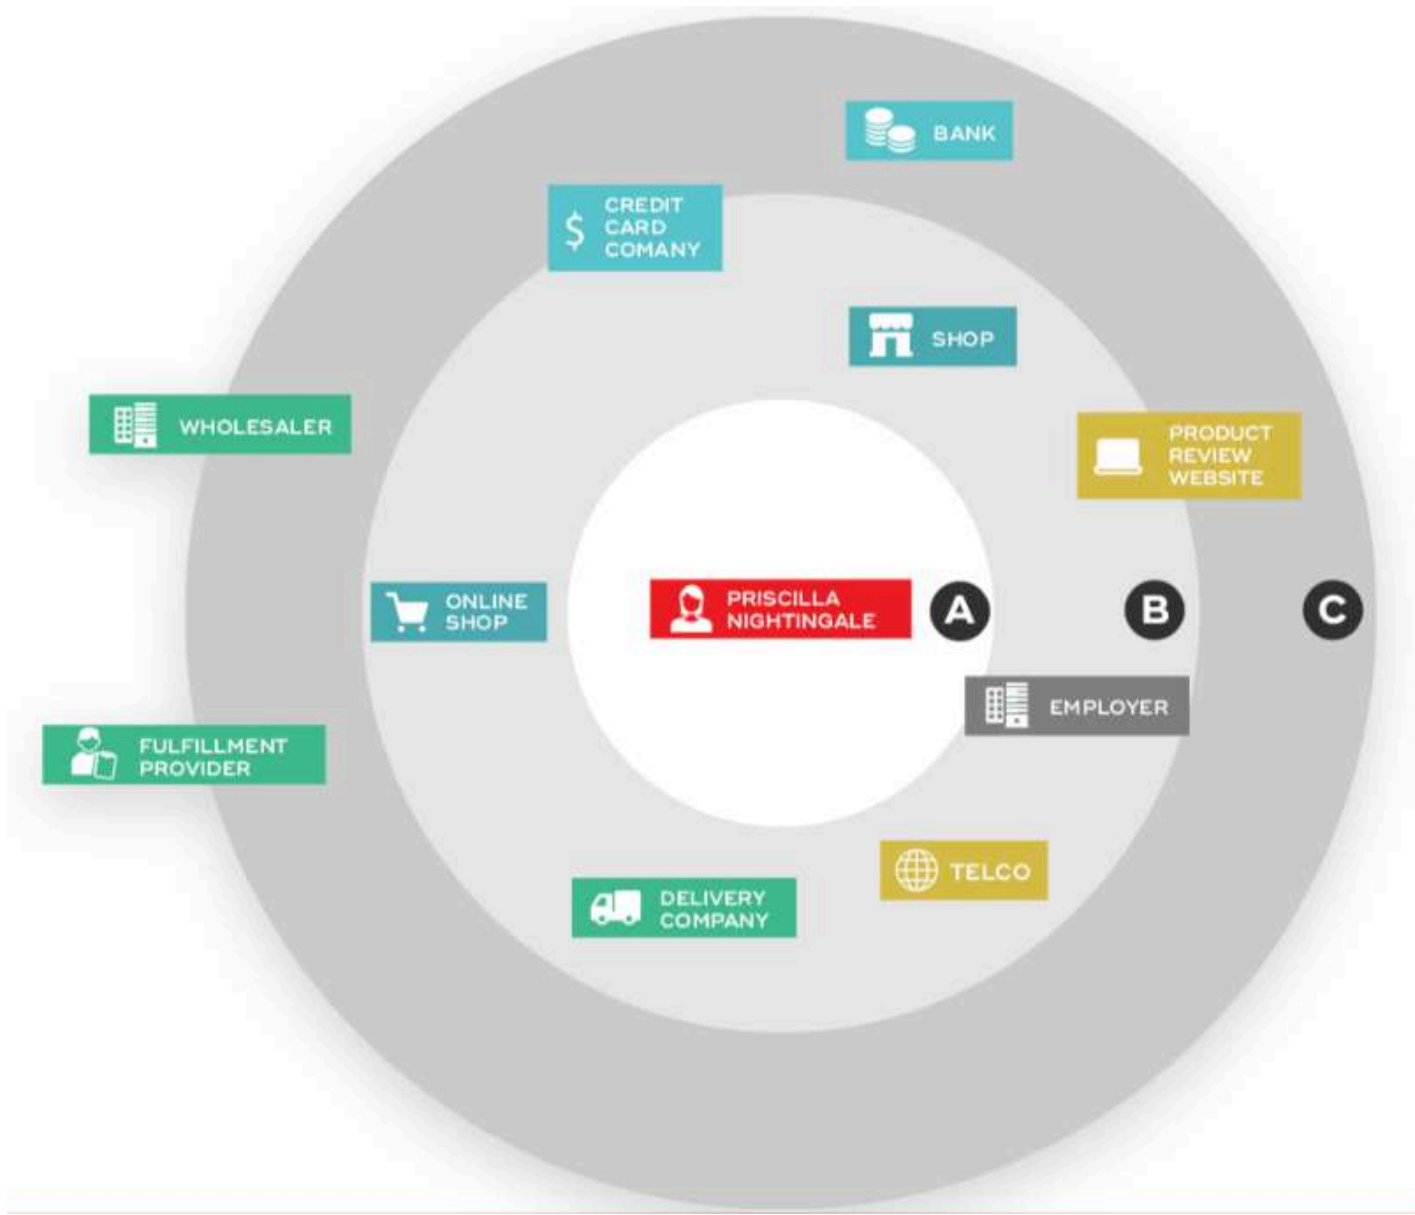 BANK
CREDIT
CARD
COMANY
$
SHOP
WHOLESALER
PRODUCT
REVIEW
WEBSITE
ONLINE
SHOP
PRISCILLA
NIGHTINGALE
A
B
C
EMPLOYER
FULFILLMENT
PROVIDER
TELCO
DELIVERY
COMPANY